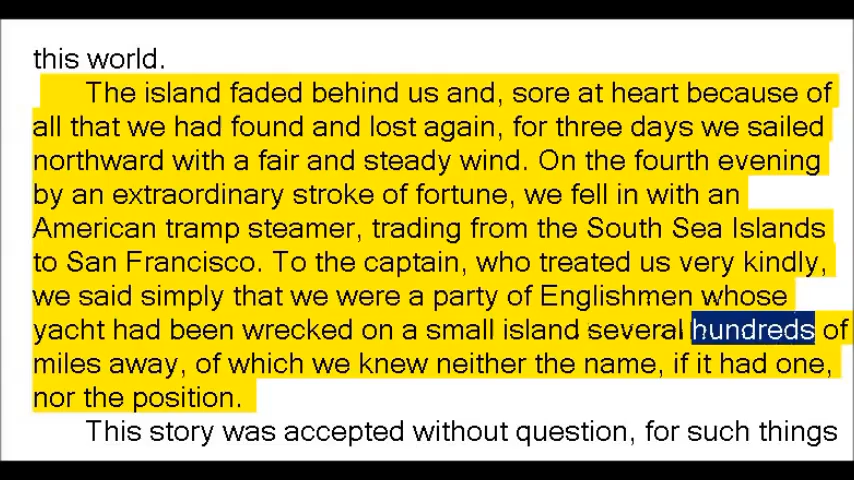 this world.
The island faded behind us and, sore at heart because of
all that we had found and lost again, for three days we sailed
northward with a fair and steady wind. On the fourth evening
by an extraordinary stroke of fortune, we fell in with an
American tramp steamer, trading from the South Sea Islands
to San Francisco. To the captain, who treated us very kindly,
we said simply that we were a party of Englishmen whose
yacht had been wrecked on a small island several hundreds of
miles away, of which we knew neither the name, if it had one,
nor the position.
This story was accepted without question, for such things